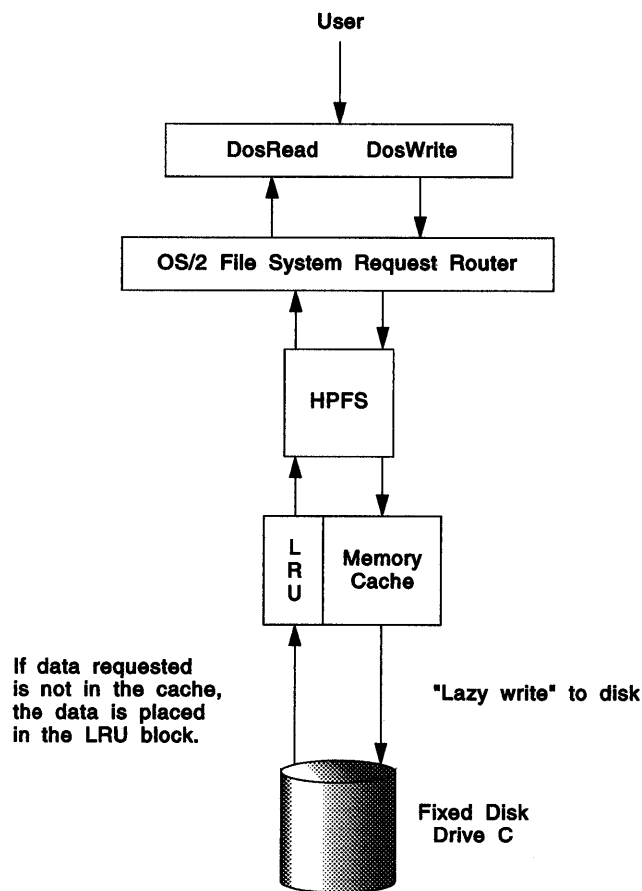 User
DosRead DosWrite
OS/2 File System Request Router
HPFS
L
R
U
Memory
Cache
If data requested
is not in the cache,
the data is placed
in the LRU block.
"Lazy write" to disk
Fixed Disk
Drive C